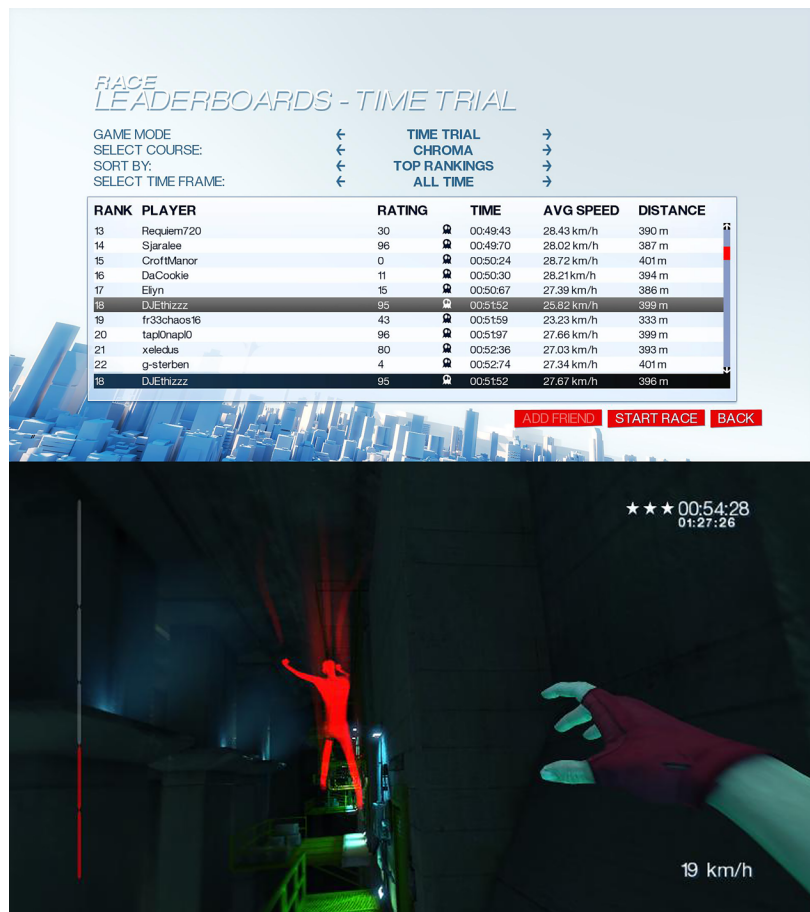 RACE
LEADERBOARDS - TIME TRIAL
GAME MODE TIME TRIAL
SELECT COURSE: CHROMA
SORT BY: TOP RANKINGS
SELECT TIME FRAME: ALL TIME
RANK PLAYER RATING TIME AVG SPEED DISTANCE
13 Requiem720 30 00:49:43 28.43 km/h 390 m
14 Sjaralee 96 00:49:70 28.02 km/h 387 m
15 CroftManor 0 00:50:24 28.72 km/h 401 m
16 DaCookie 11 00:50:30 28.21 km/h 394 m
17 Eliyn 15 00:50:67 27.39 km/h 386 m
18 DJEthizzz 95 00:51:52 25.82 km/h 399 m
19 fr33chaos16 43 00:51:59 23.23 km/h 333 m
20 tapl0napl0 96 00:51:97 27.66 km/h 399 m
21 xeledus 80 00:52:36 27.03 km/h 393 m
22 g-sterben 4 00:52:74 27.34 km/h 401 m
18 DJEthizzz 95 00:51:52 27.67 km/h 396 m
ADD FRIEND START RACE BACK
★★★ 00:54:28
01:27:26
19 km/h